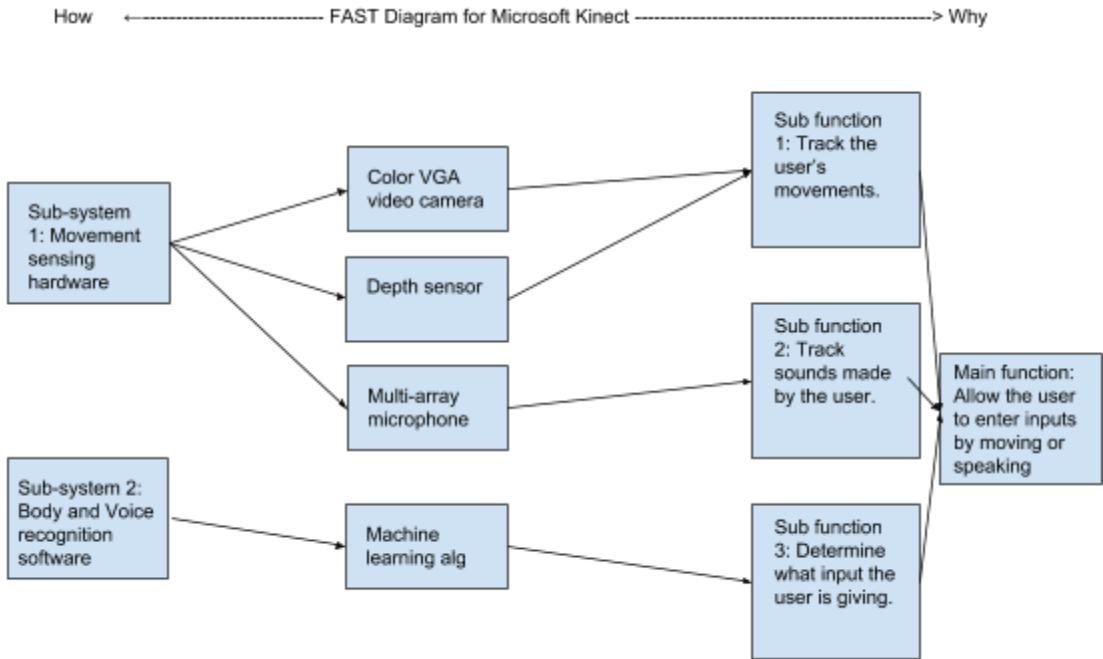 How <---------------------------- FAST Diagram for Microsoft Kinect ------------------------------------------> Why
Sub-system
1: Movement
sensing
hardware
Color VGA
video camera
Depth sensor
Multi-array
microphone
Sub function
1: Track the
user's
movements.
Sub function
2: Track
sounds made
by the user.
Main function:
Allow the user
to enter inputs
by moving or
speaking
Sub-system 2:
Body and Voice
recognition
software
Machine
learning alg
Sub function
3: Determine
what input the
user is giving.